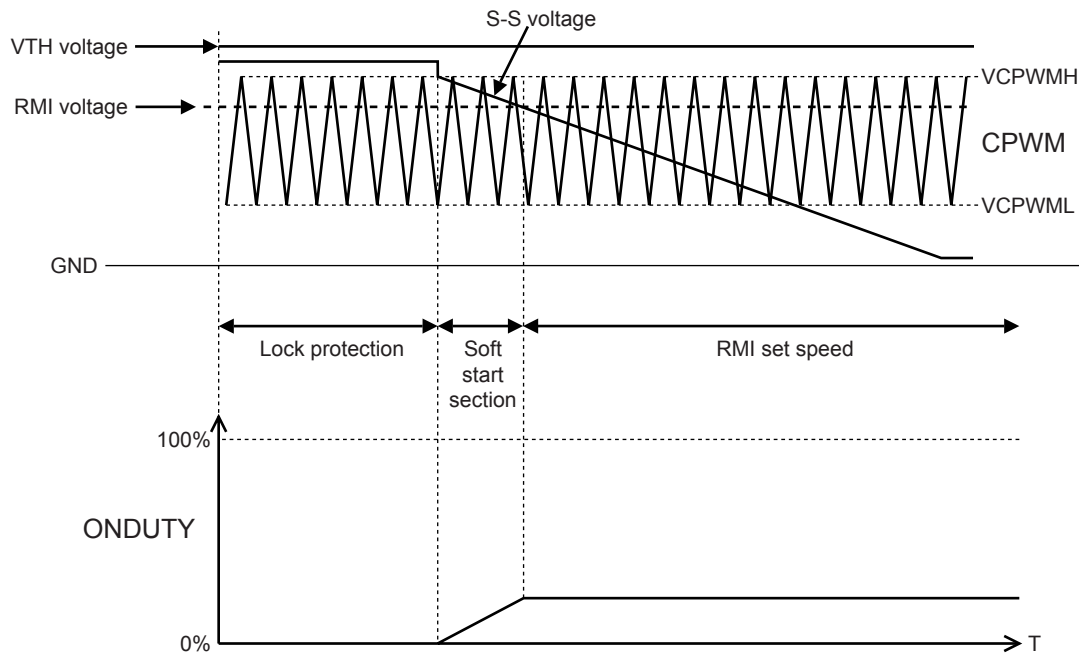 S-S voltage
VTH voltage
VCPWMH
RMI voltage
CPWM
VCPWML
GND
Lock protection
Soft
start
section
RMI set speed
100%
ONDUTY
0%
T